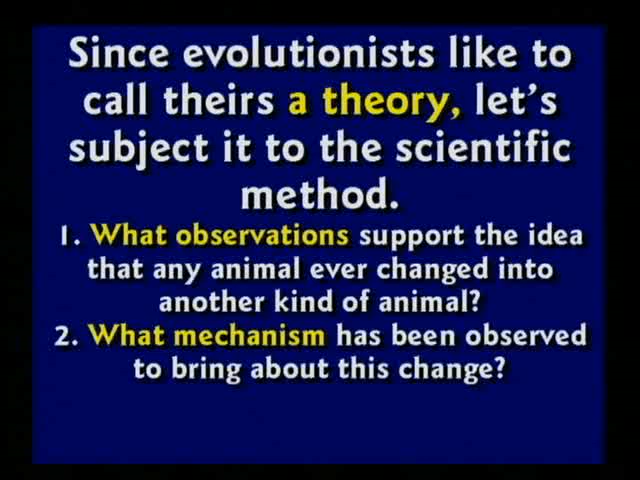 Since evolutionists like to
call theirs a theory, let's
subject it to the scientific
method.
1. What observations support the idea
that any animal ever changed into
another kind of animal?
2. What mechanism has been observed
to bring about this change?